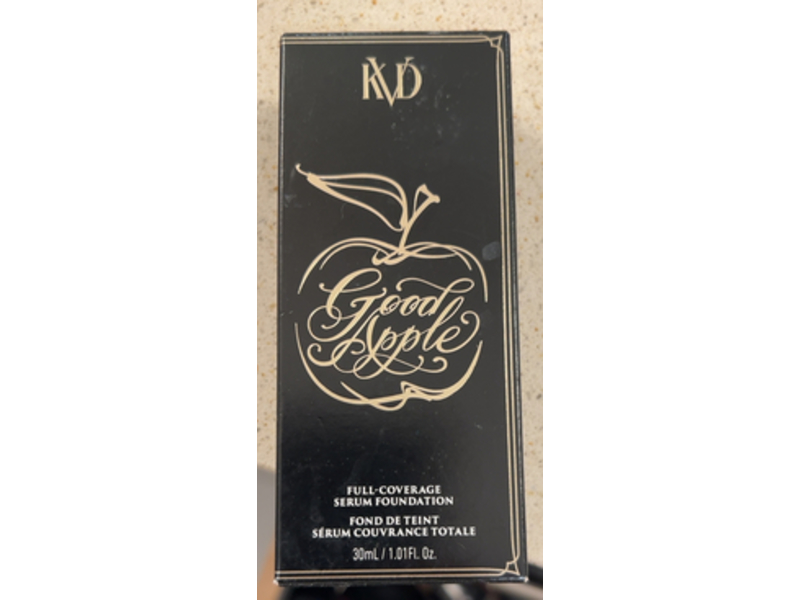 KVD
Good
Apple
FULL-COVERAGE
SERUM FOUNDATION
FOND DE TEINT
SÉRUM COUVRANCE TOTALE
30mL / 1.01Fl. Oz.